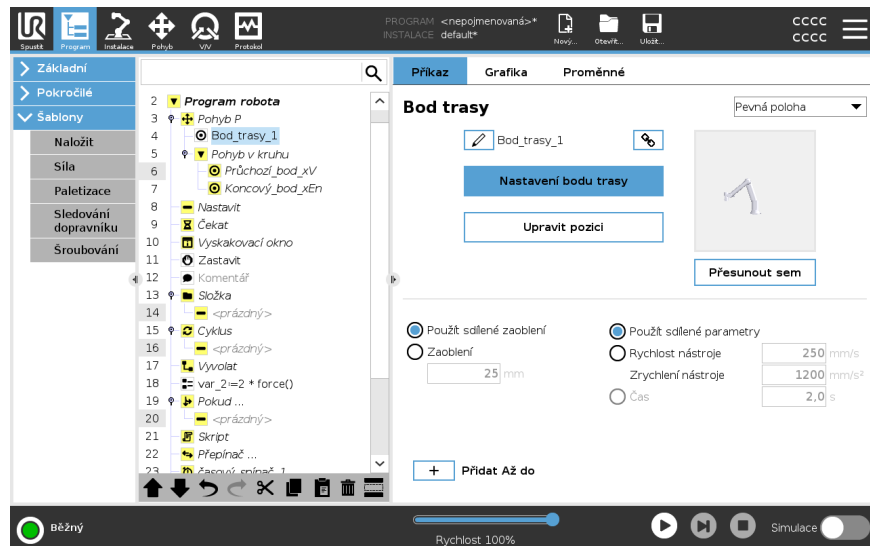 PROGRAM <nepojmenovaná>*
INSTALACE default*
Spustit
Program
Instalace
Pohyb
V/V
Protokol
Nový...
Otevřít...
Uložit...
CCCC
CCCC
Základní
Pokročilé
Šablony
Naložit
Síla
Paletizace
Sledování
dopravníku
Šroubování
2 Program robota
3 Pohyb P
4 Bod_trasy_1
5 Pohyb v kruhu
6 Průchozí_bod_xV
7 Koncový_bod_xEn
8 Nastavit
9 Čekat
10 Vyskakovací okno
11 Zastavit
12 Komentář
13 Složka
14 <prázdný>
15 Cyklus
16 <prázdný>
17 Vyvolat
18 var_2≔2 * force()
19 Pokud ...
20 <prázdný>
21 Skript
22 Přepínač ...
23 časový_spínač_1
Příkaz
Grafika
Proměnné
Bod trasy
Pevná poloha
Bod_trasy_1
Nastavení bodu trasy
Upravit pozici
Přesunout sem
Použít sdílené zaoblení
Zaoblení
25 mm
Použít sdílené parametry
Rychlost nástroje 250 mm/s
Zrychlení nástroje 1200 mm/s²
Čas 2,0 s
+ Přidat Až do
Běžný
Rychlost 100%
Simulace